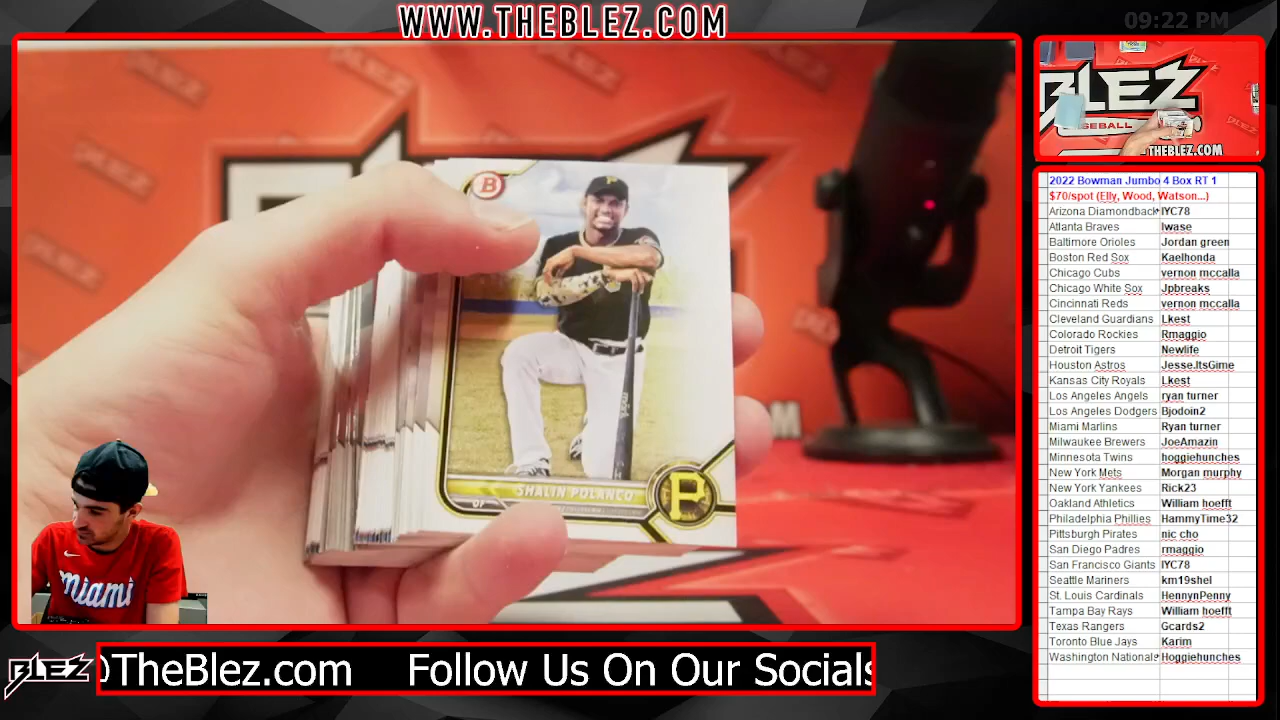 WWW.THEBLEZ.COM
09:22 PM
BLEZ
BASEBALL
THEBLEZ.COM
B
P
SHALIN POLANCO
OF
P
Miami
2022 Bowman Jumbo 4 Box RT 1
$70/spot (Elly, Wood, Watson...)
Arizona Diamondback IYC78
Atlanta Braves Iwase
Baltimore Orioles Jordan green
Boston Red Sox Kaelhonda
Chicago Cubs vernon mccalla
Chicago White Sox Jpbreaks
Cincinnati Reds vernon mccalla
Cleveland Guardians Lkest
Colorado Rockies Rmaggio
Detroit Tigers Newlife
Houston Astros Jesse.ItsGime
Kansas City Royals Lkest
Los Angeles Angels ryan turner
Los Angeles Dodgers Bjodoin2
Miami Marlins Ryan turner
Milwaukee Brewers JoeAmazin
Minnesota Twins hoggiehunches
New York Mets Morgan murphy
New York Yankees Rick23
Oakland Athletics William hoefft
Philadelphia Phillies HammyTime32
Pittsburgh Pirates nic cho
San Diego Padres rmaggio
San Francisco Giants IYC78
Seattle Mariners km19shel
St. Louis Cardinals HennynPenny
Tampa Bay Rays William hoefft
Texas Rangers Gcards2
Toronto Blue Jays Karim
Washington Nationals Hoggiehunches
BLEZ
@TheBlez.com Follow Us On Our Socials